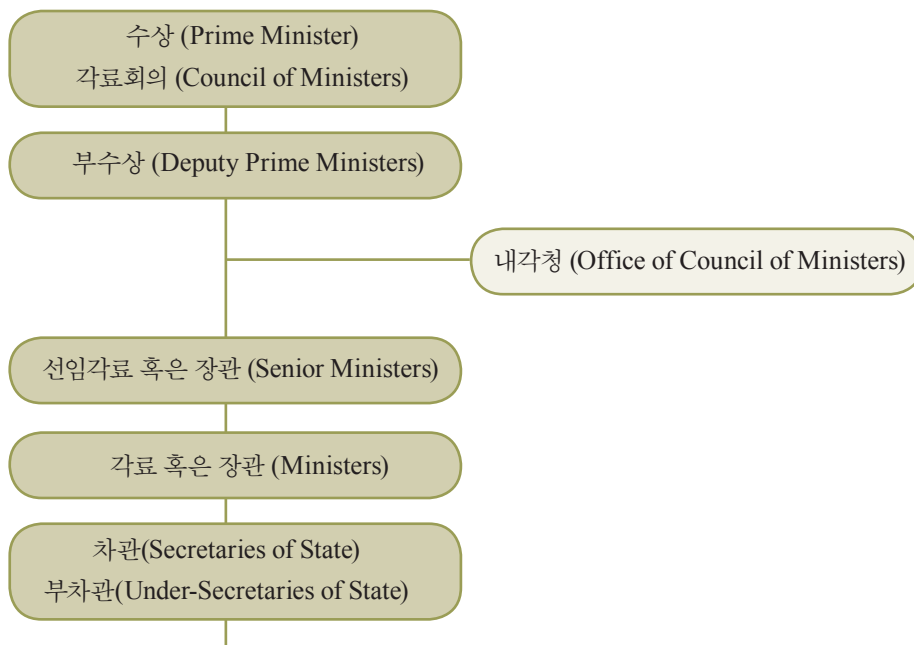 수상 (Prime Minister)
각료회의 (Council of Ministers)
부수상 (Deputy Prime Ministers)
내각청 (Office of Council of Ministers)
선임각료 혹은 장관 (Senior Ministers)
각료 혹은 장관 (Ministers)
차관(Secretaries of State)
부차관(Under-Secretaries of State)